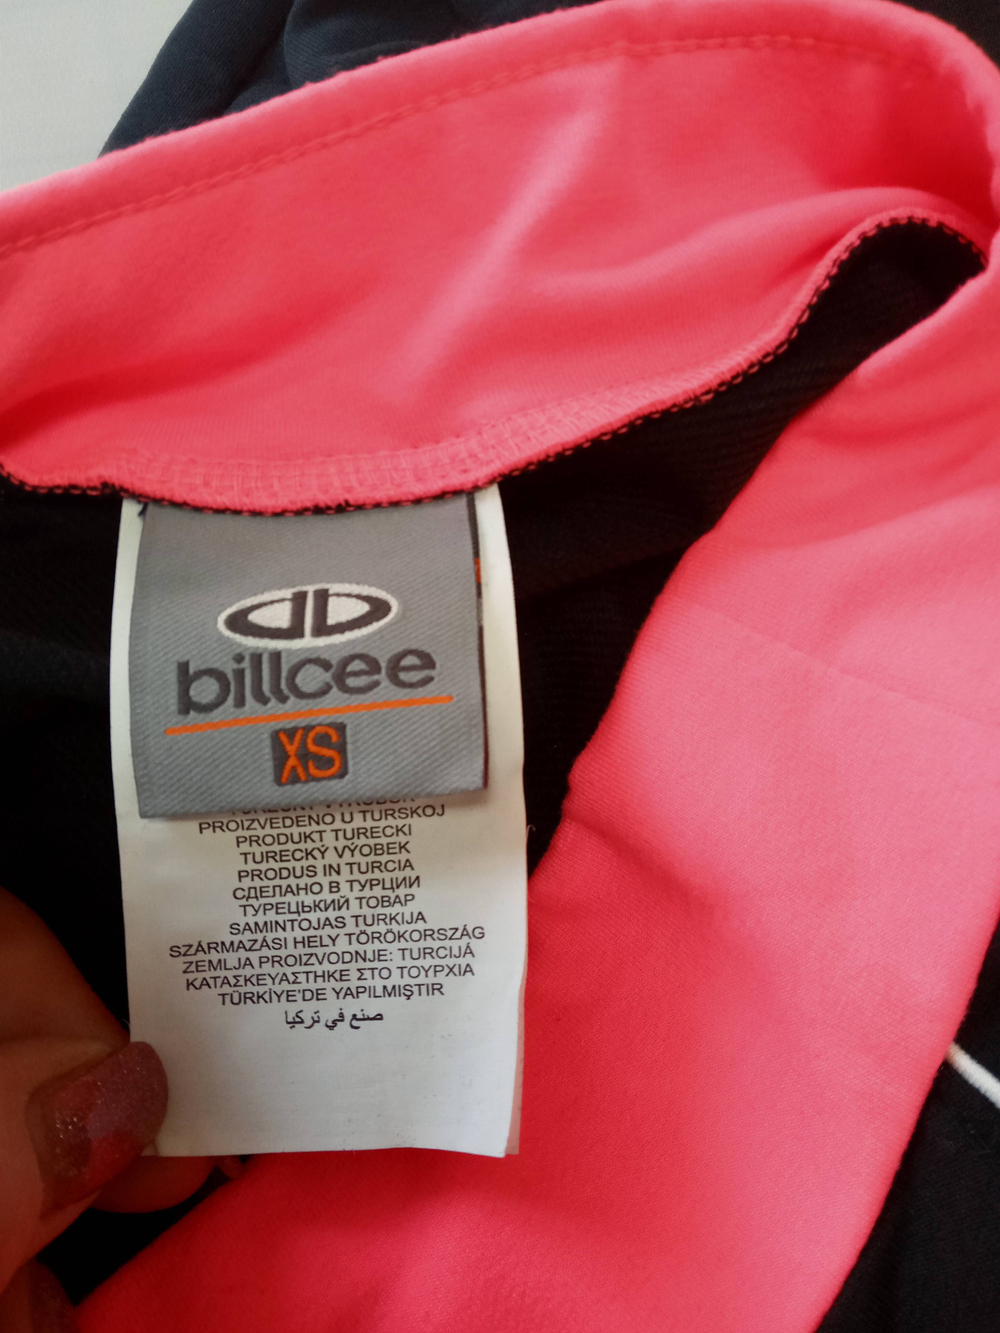 billcee
XS
PROIZVEDENO U TURSKOJ
PRODUKT TURECKI
TURECKÝ VÝOBEK
PRODUS IN TURCIA
СДЕЛАНО В ТУРЦИИ
ТУРЕЦЬКИЙ ТОВАР
SAMINTOJAS TURKIJA
SZÁRMAZÁSI HELY TÖRÖKORSZÁG
ZEMLJA PROIZVODNJE: TURCIJÁ
ΚΑΤΑΣΚΕΥΑΣΤΗΚΕ ΣΤΟ ΤΟΥΡΧΙΑ
TÜRKİYE'DE YAPILMIŞTIR
صنع في تركيا